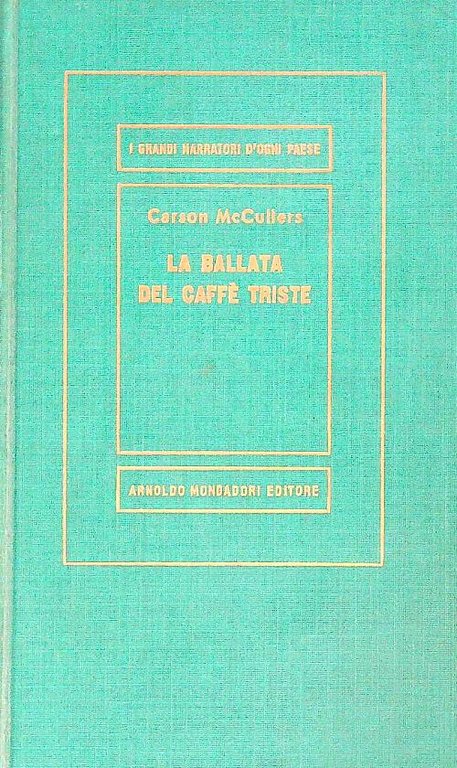 I GRANDI NARRATORI D'OGNI PAESE
Carson McCullers
LA BALLATA
DEL CAFFÈ TRISTE
ARNOLDO MONDADORI EDITORE